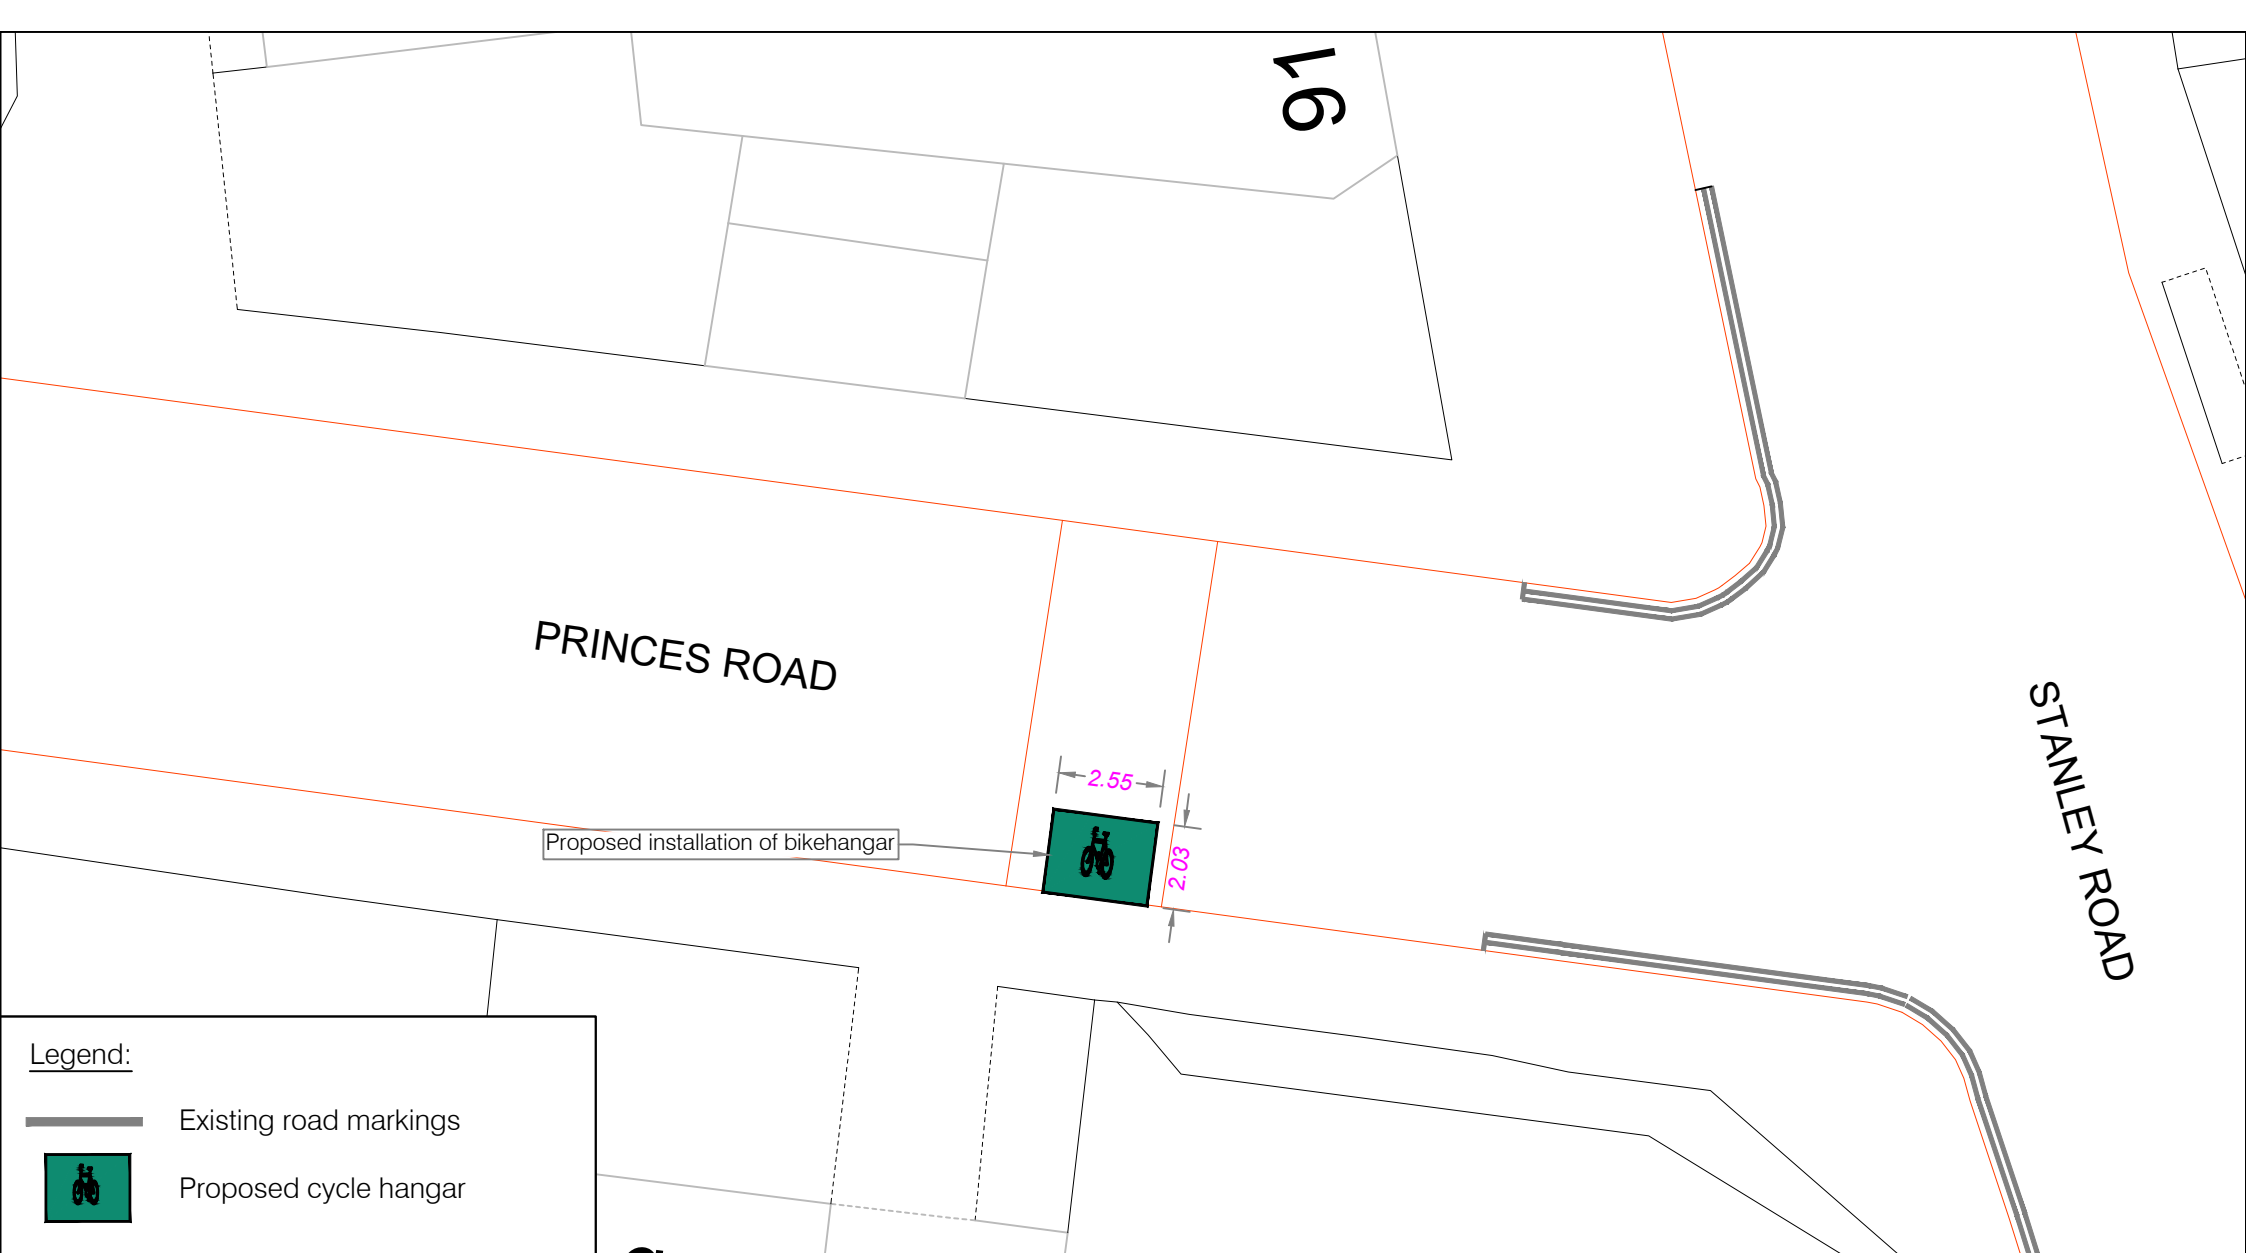 91
PRINCES ROAD
STANLEY ROAD
2.55
2.03
Proposed installation of bikehangar
Legend:
Existing road markings
Proposed cycle hangar